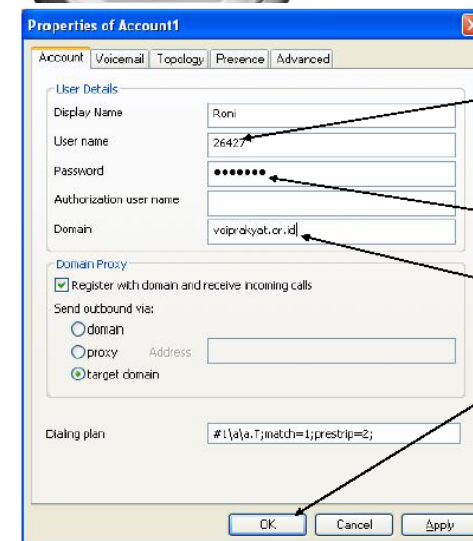 Properties of Account1
Account Voicemail Topology Presence Advanced
User Details
Display Name Roni
User name 26427
Password •••••••
Authorization user name
Domain voiprakyat.or.id
Domain Proxy
Register with domain and receive incoming calls
Send outbound via:
domain
proxy Address
target domain
Dialing plan #1\a\a.T;match=1;prestrip=2;
OK Cancel Apply